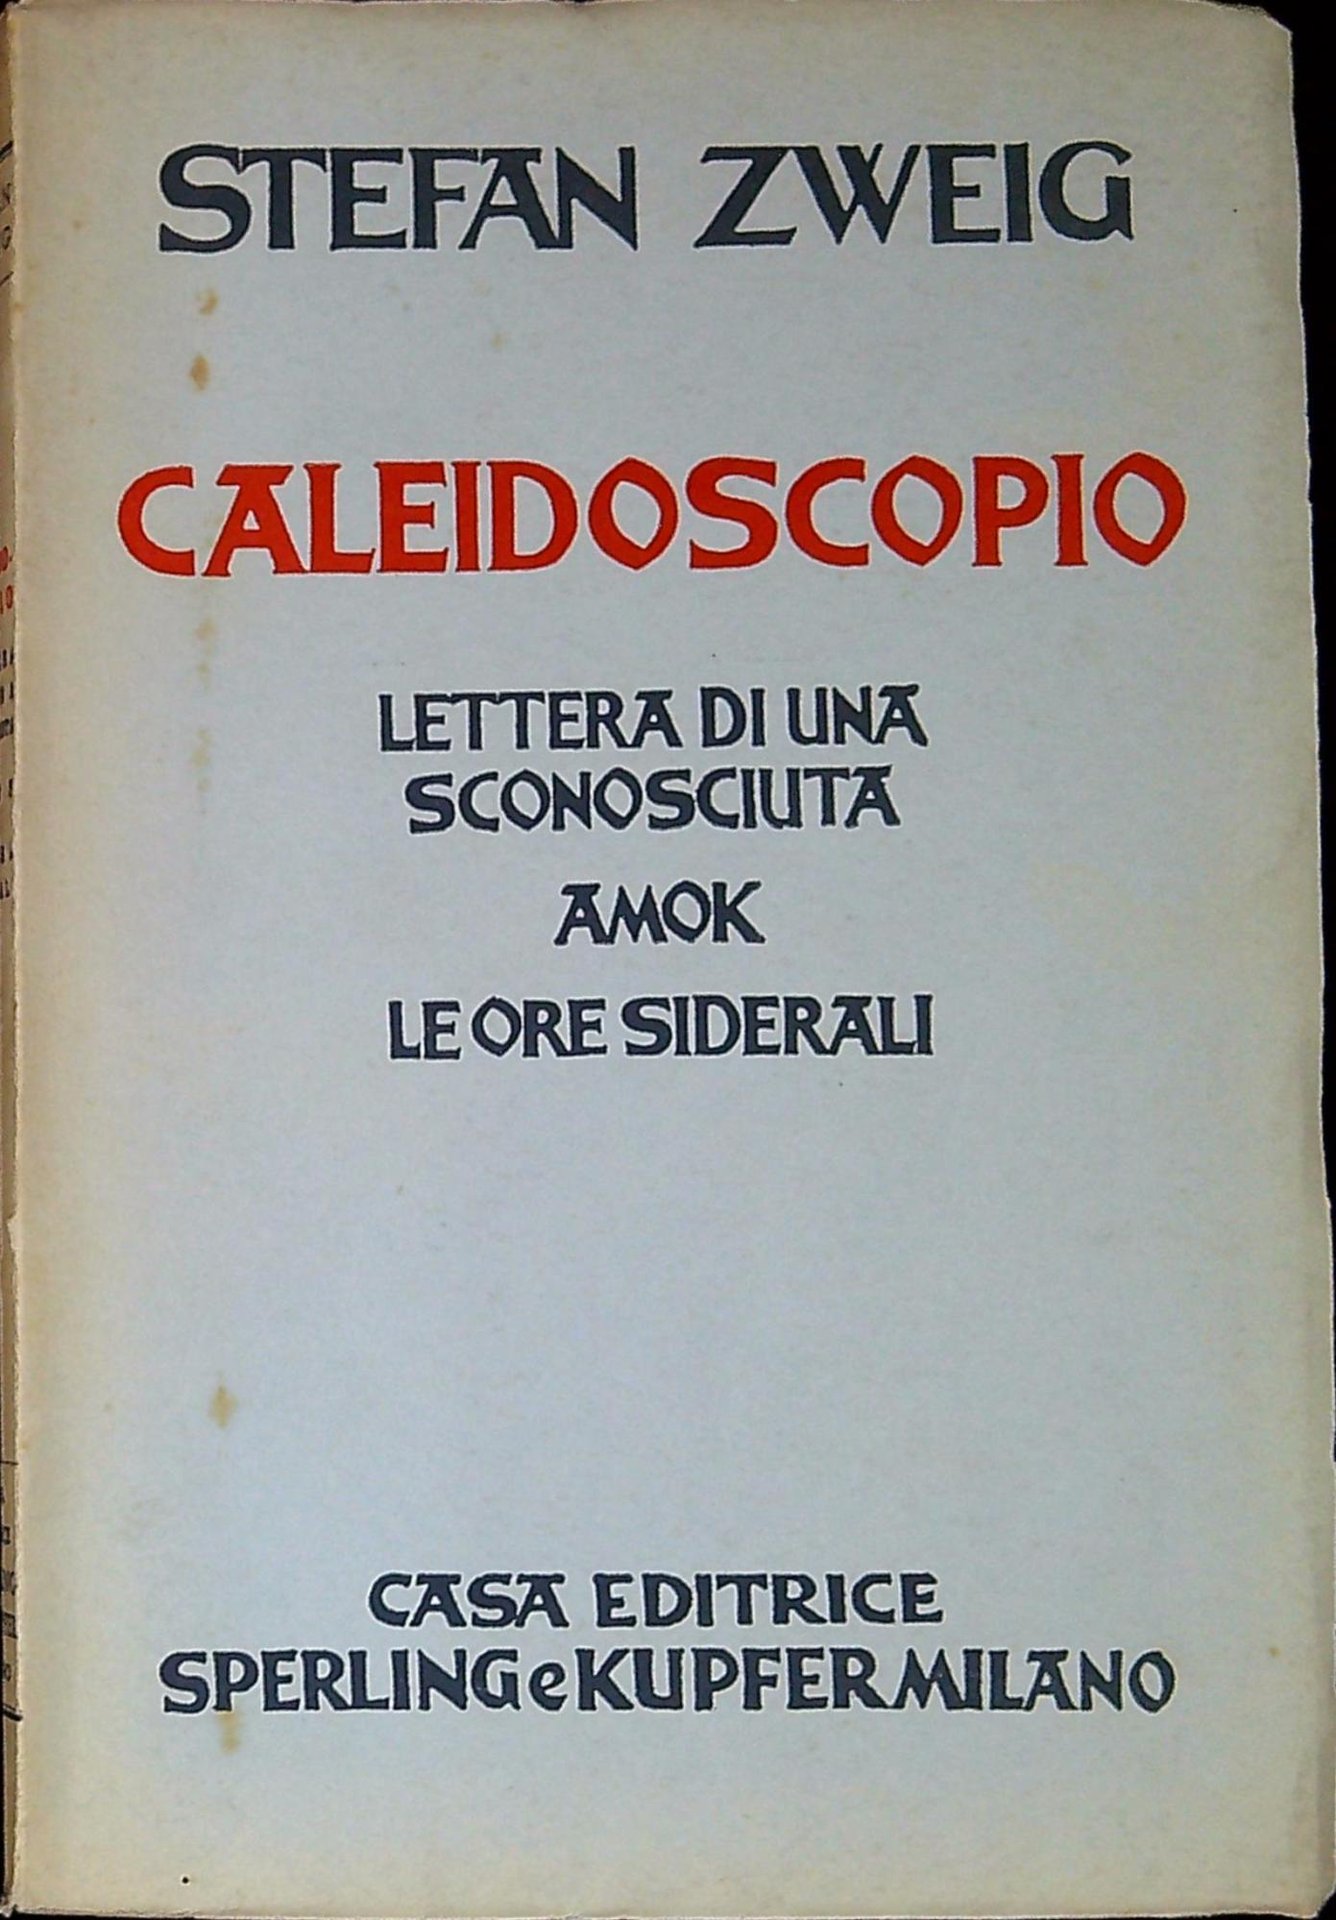 STEFAN ZWEIG
CALEIDOSCOPIO
LETTERA DI UNA
SCONOSCIUTA
AMOK
LE ORE SIDERALI
CASA EDITRICE
SPERLING e KUPFER MILANO